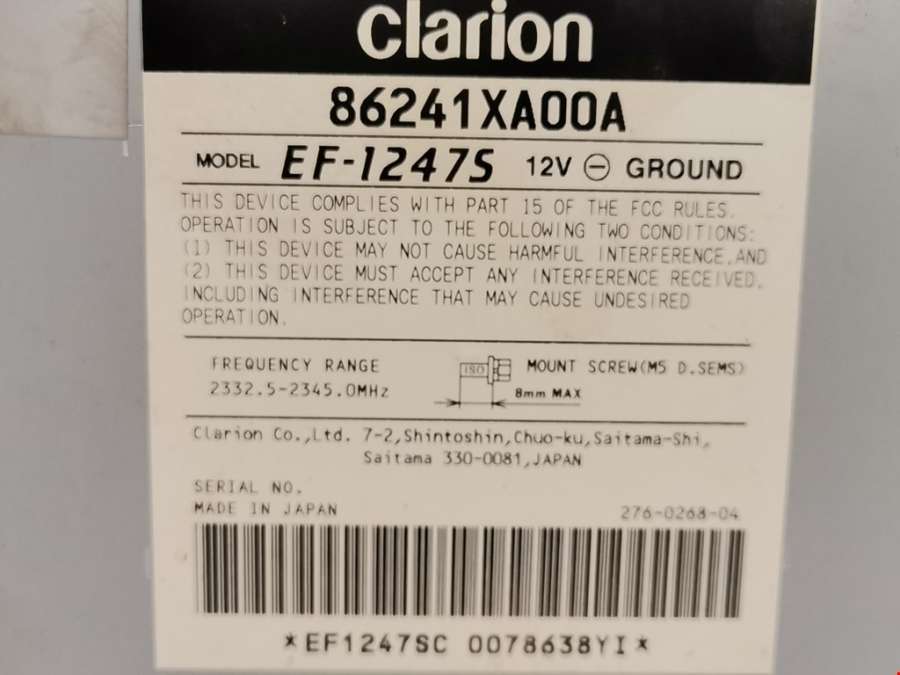 Clarion
86241XA00A
MODEL EF-1247S 12V ⊖ GROUND
THIS DEVICE COMPLIES WITH PART 15 OF THE FCC RULES.
OPERATION IS SUBJECT TO THE FOLLOWING TWO CONDITIONS:
(1) THIS DEVICE MAY NOT CAUSE HARMFUL INTERFERENCE,AND
(2) THIS DEVICE MUST ACCEPT ANY INTERFERENCE RECEIVED,
INCLUDING INTERFERENCE THAT MAY CAUSE UNDESIRED
OPERATION.
FREQUENCY RANGE
2332.5-2345.0MHz
ISO
MOUNT SCREW(M5 D.SEMS)
8mm MAX
Clarion Co.,Ltd. 7-2,Shintoshin,Chuo-ku,Saitama-Shi,
Saitama 330-0081,JAPAN
SERIAL NO.
MADE IN JAPAN
276-0268-04
*EF1247SC 0078638YI*